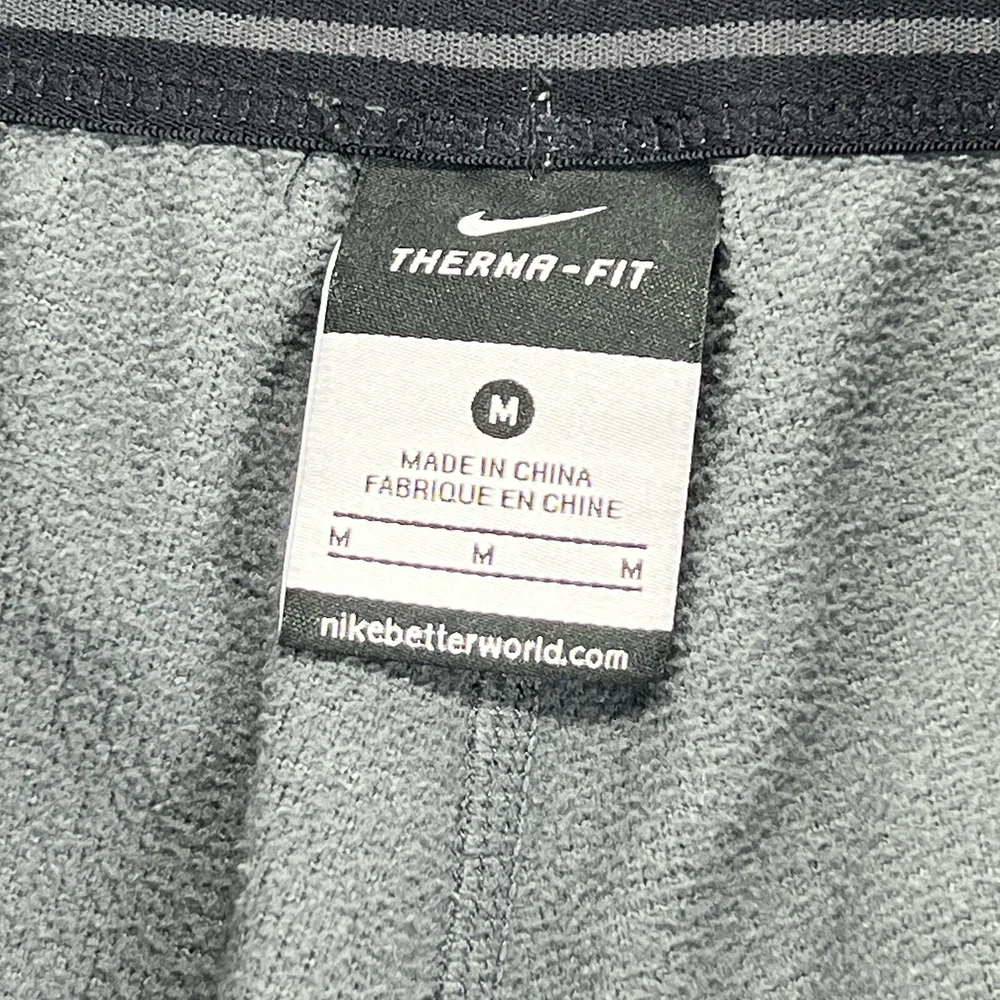 THERMA-FIT
M
MADE IN CHINA
FABRIQUE EN CHINE
M M M
nikebetterworld.com